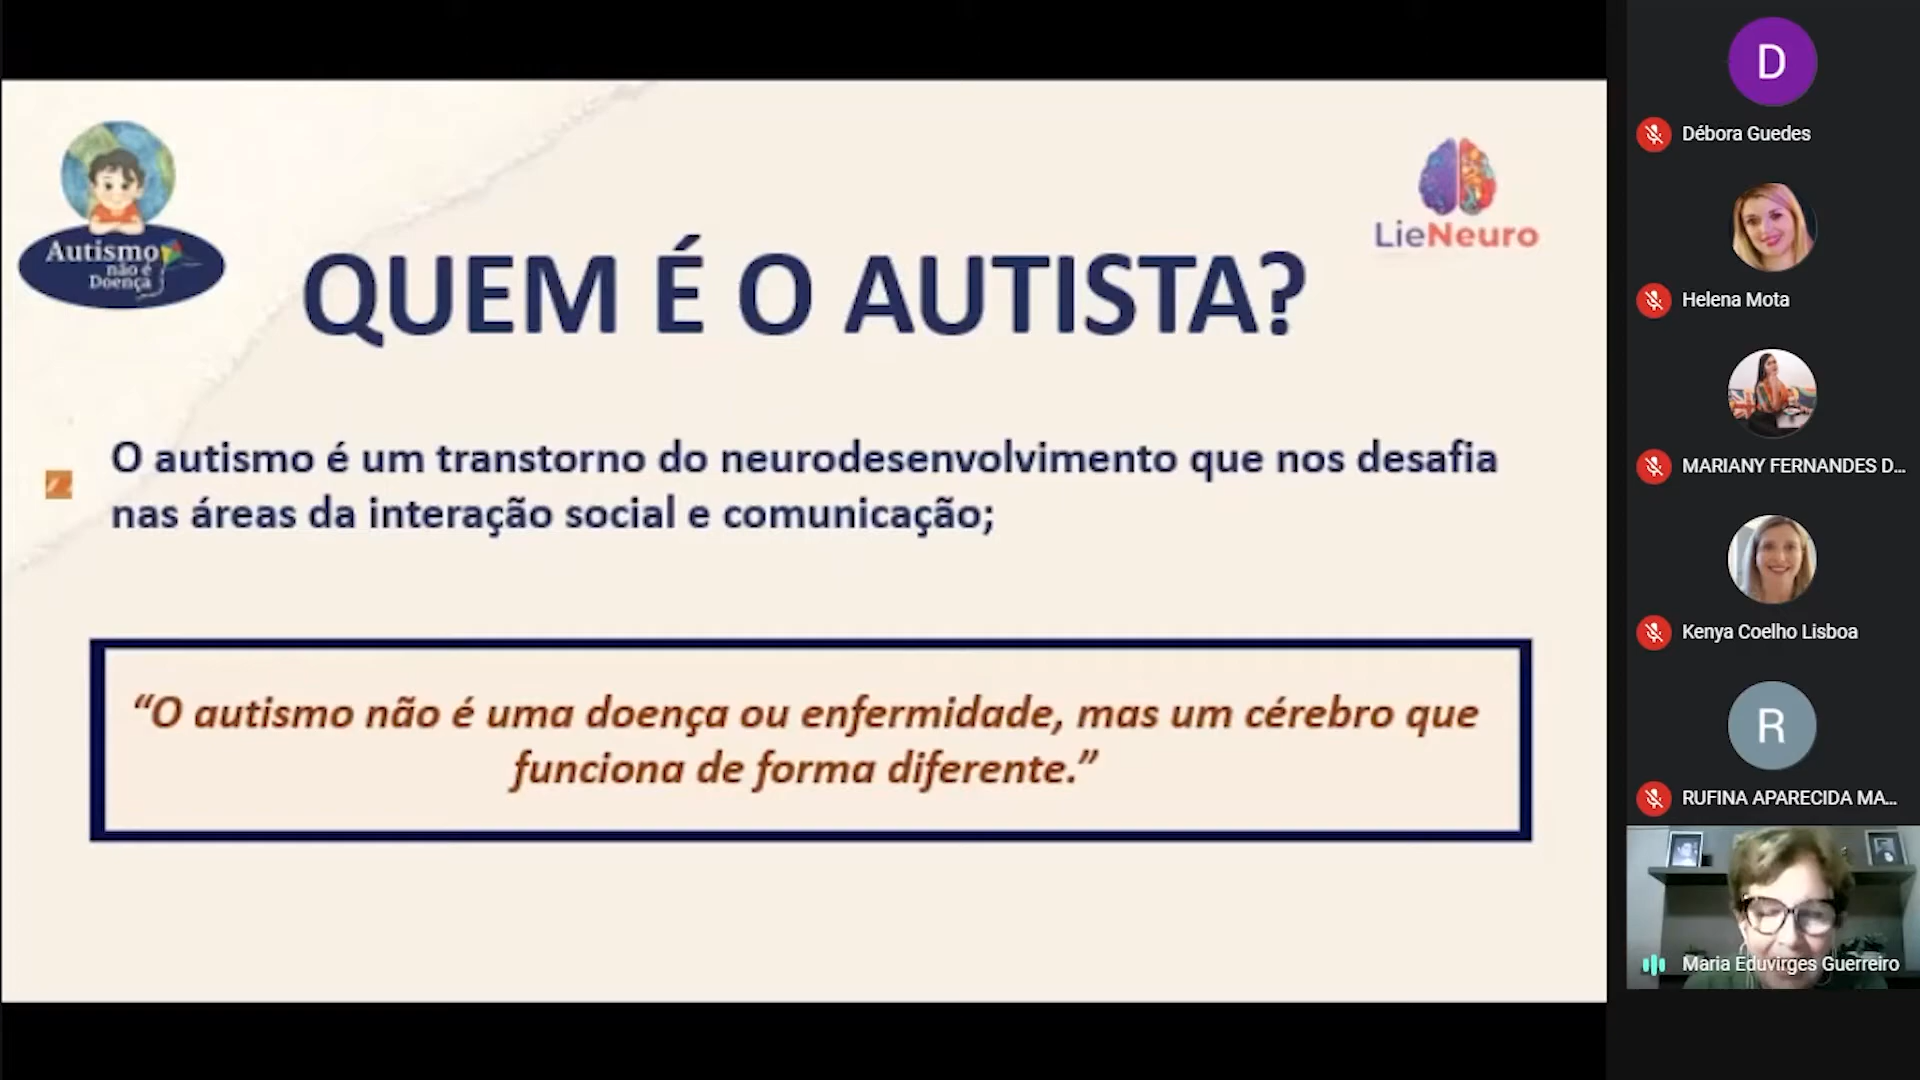 Autismo
não é
Doença
LieNeuro
QUEM É O AUTISTA?
O autismo é um transtorno do neurodesenvolvimento que nos desafia
nas áreas da interação social e comunicação;
“O autismo não é uma doença ou enfermidade, mas um cérebro que
funciona de forma diferente.”
D
Débora Guedes
Helena Mota
MARIANY FERNANDES D...
Kenya Coelho Lisboa
R
RUFINA APARECIDA MA...
Maria Eduvirges Guerreiro